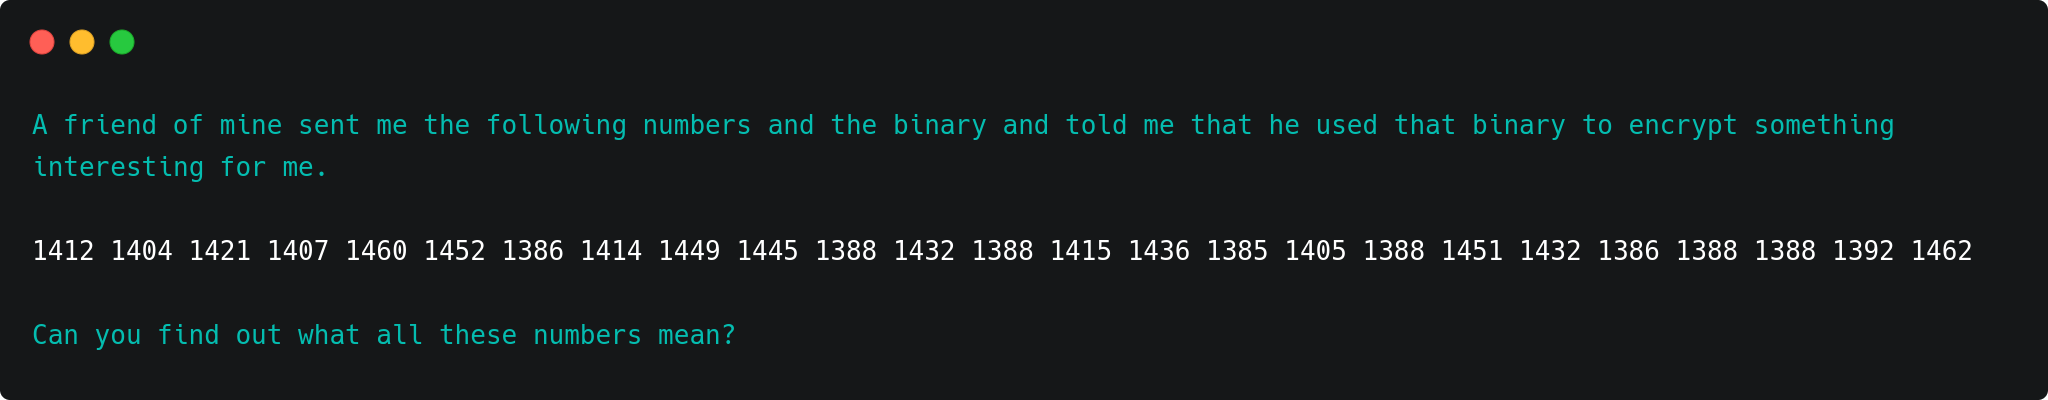 A friend of mine sent me the following numbers and the binary and told me that he used that binary to encrypt something
interesting for me.
1412 1404 1421 1407 1460 1452 1386 1414 1449 1445 1388 1432 1388 1415 1436 1385 1405 1388 1451 1432 1386 1388 1388 1392 1462
Can you find out what all these numbers mean?